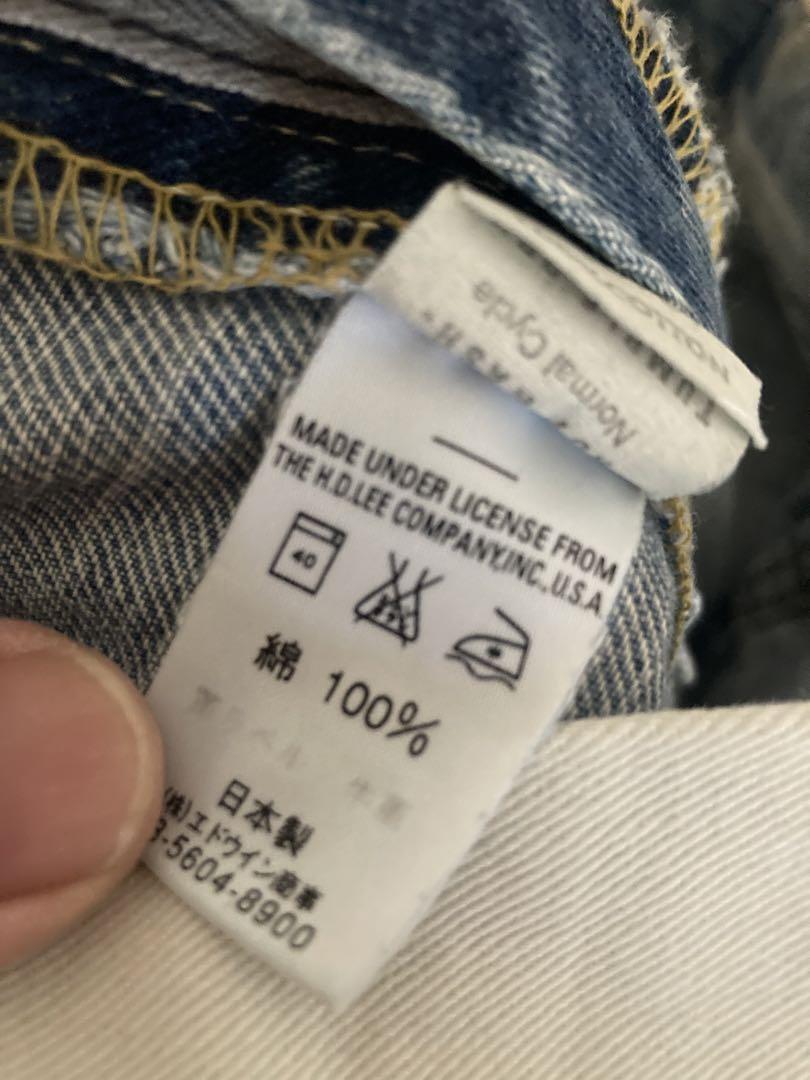 Normal Cycle
MADE UNDER LICENSE FROM
THE H.D.LEE COMPANY,INC.,U.S.A.
40
綿 100%
日本製
(株)エドウイン商事
3-5604-8900